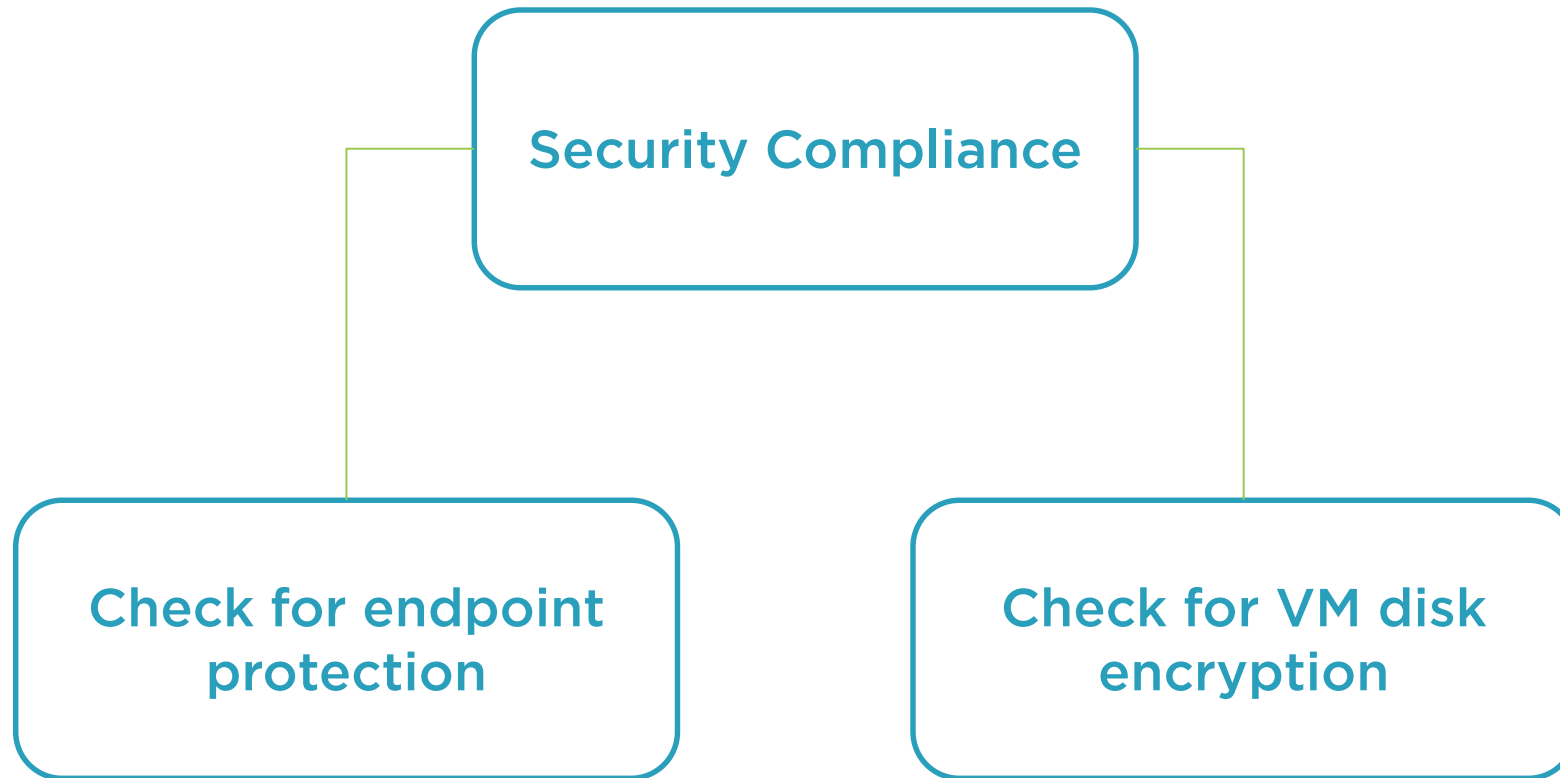 Security Compliance
Check for endpoint
protection
Check for VM disk
encryption